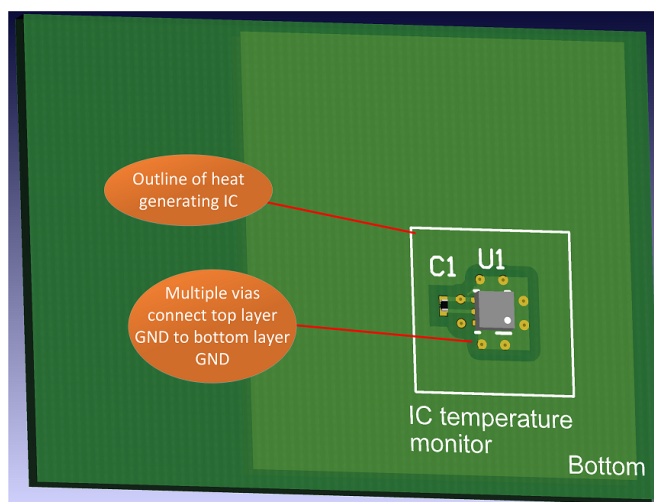 Outline of heat
generating IC
C1
U1
Multiple vias
connect top layer
GND to bottom layer
GND
IC temperature
monitor
Bottom